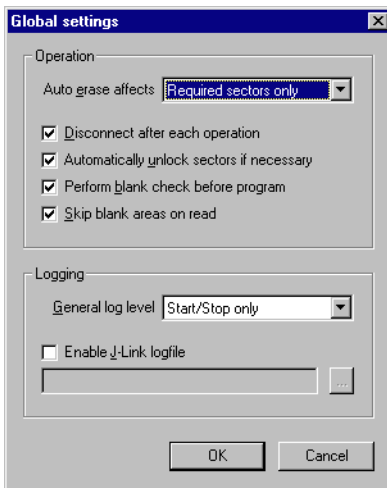 Global settings
Operation
Auto erase affects Required sectors only
Disconnect after each operation
Automatically unlock sectors if necessary
Perform blank check before program
Skip blank areas on read
Logging
General log level Start/Stop only
Enable J-Link logfile
...
OK Cancel